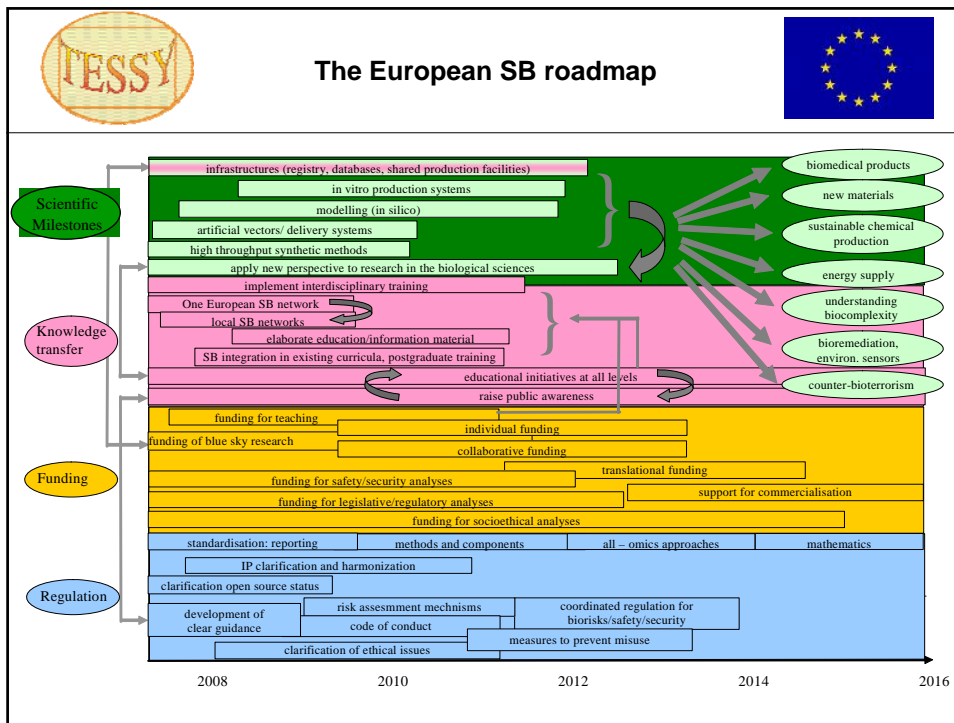 TESSY
The European SB roadmap
Scientific
Milestones
infrastructures (registry, databases, shared production facilities)
in vitro production systems
modelling (in silico)
artificial vectors/ delivery systems
high throughput synthetic methods
apply new perspective to research in the biological sciences
biomedical products
new materials
sustainable chemical
production
energy supply
understanding
biocomplexity
bioremediation,
environ. sensors
counter-bioterrorism
Knowledge
transfer
implement interdisciplinary training
One European SB network
local SB networks
elaborate education/information material
SB integration in existing curricula, postgraduate training
educational initiatives at all levels
raise public awareness
Funding
funding for teaching
individual funding
funding of blue sky research
collaborative funding
translational funding
funding for safety/security analyses
support for commercialisation
funding for legislative/regulatory analyses
funding for socioethical analyses
Regulation
standardisation: reporting
methods and components
all – omics approaches
mathematics
IP clarification and harmonization
clarification open source status
development of
clear guidance
risk assesmment mechnisms
coordinated regulation for
biorisks/safety/security
code of conduct
measures to prevent misuse
clarification of ethical issues
2008
2010
2012
2014
2016